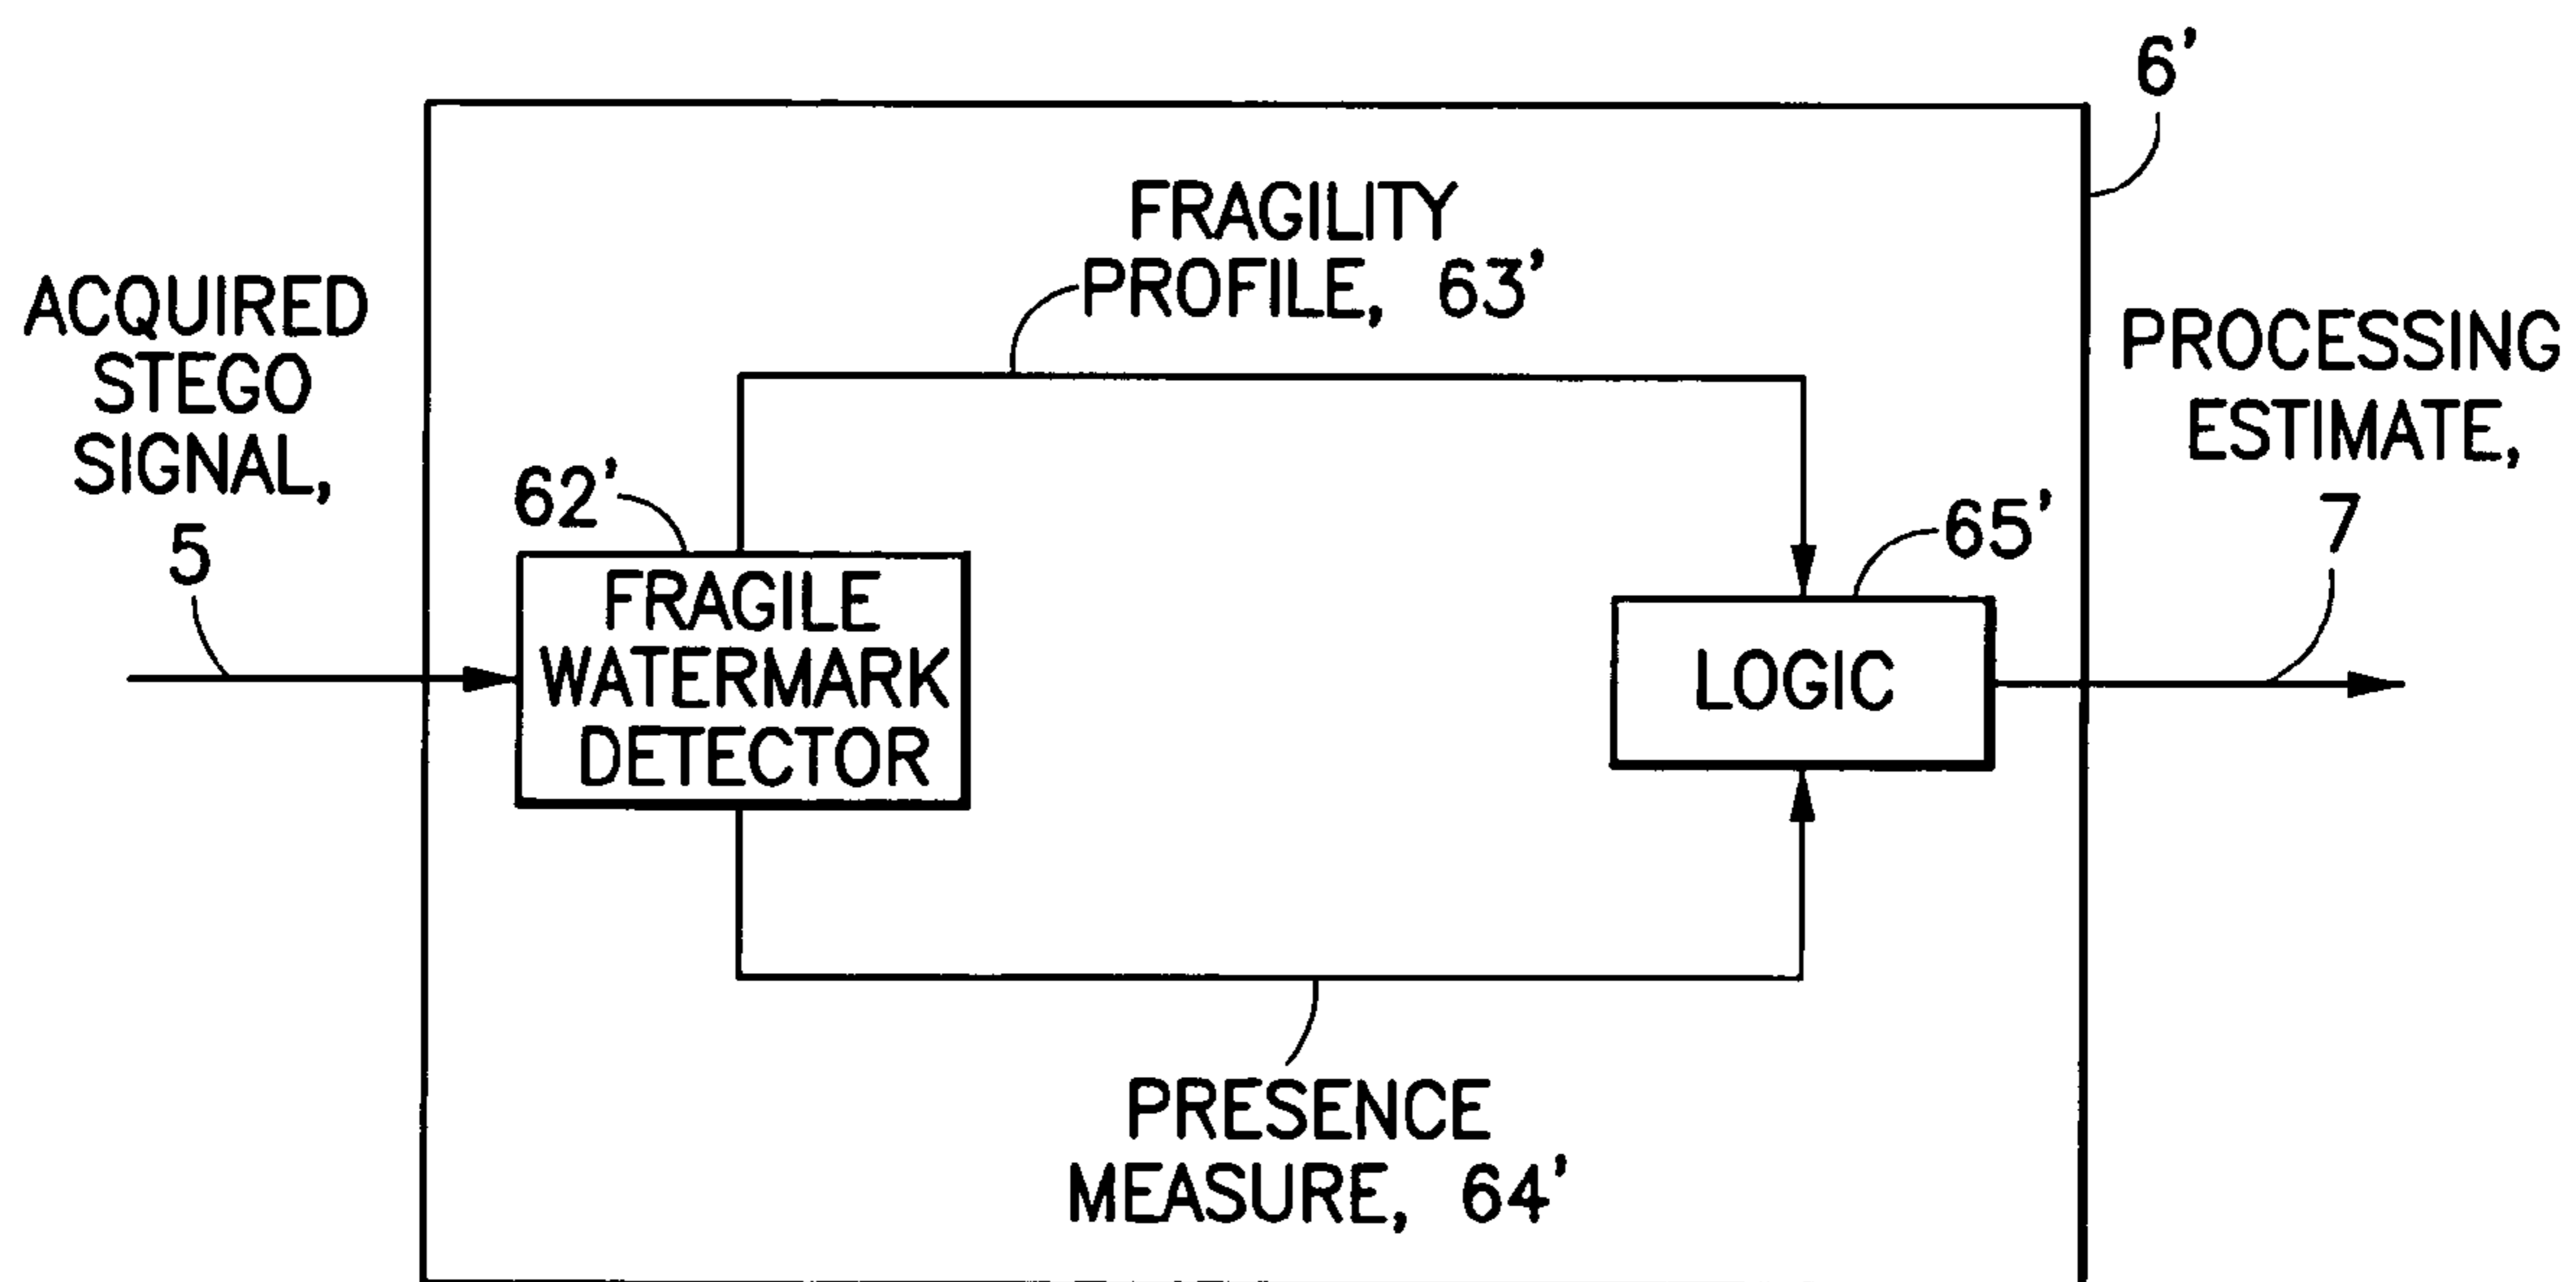 6'
FRAGILITY
PROFILE, 63'
ACQUIRED
STEGO
SIGNAL,
5
PROCESSING
ESTIMATE,
7
62'
65'
FRAGILE
WATERMARK
DETECTOR
LOGIC
PRESENCE
MEASURE, 64'